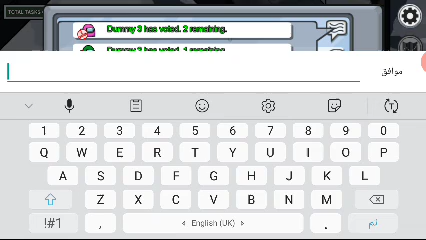 TOTAL TASKS
Dummy 3 has voted. 2 remaining.
Dummy 2 has voted. 1 remaining.
موافق
1 2 3 4 5 6 7 8 9 0
Q W E R T Y U I O P
A S D F G H J K L
Z X C V B N M
!#1 , English (UK) . تم